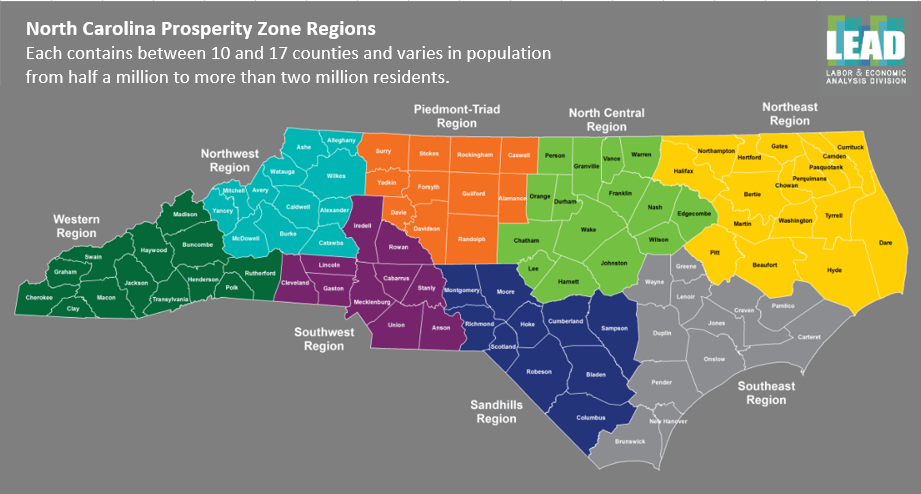 North Carolina Prosperity Zone Regions
Each contains between 10 and 17 counties and varies in population
from half a million to more than two million residents.
LEAD
LABOR & ECONOMIC
ANALYSIS DIVISION
Western
Region
Cherokee
Graham
Clay
Swain
Macon
Jackson
Haywood
Transylvania
Madison
Buncombe
Henderson
Polk
Rutherford
Northwest
Region
Ashe
Alleghany
Watauga
Wilkes
Mitchell
Avery
Yancey
Caldwell
Alexander
McDowell
Burke
Catawba
Southwest
Region
Iredell
Rowan
Lincoln
Cleveland
Gaston
Cabarrus
Mecklenburg
Stanly
Union
Anson
Piedmont-Triad
Region
Surry
Stokes
Rockingham
Caswell
Yadkin
Forsyth
Guilford
Alamance
Davie
Davidson
Randolph
North Central
Region
Person
Granville
Vance
Warren
Orange
Durham
Franklin
Nash
Edgecombe
Wake
Chatham
Wilson
Lee
Johnston
Harnett
Sandhills
Region
Montgomery
Moore
Richmond
Hoke
Cumberland
Sampson
Scotland
Robeson
Bladen
Columbus
Northeast
Region
Northampton
Gates
Currituck
Hertford
Camden
Pasquotank
Halifax
Perquimans
Chowan
Bertie
Martin
Washington
Tyrrell
Dare
Pitt
Beaufort
Hyde
Southeast
Region
Greene
Wayne
Lenoir
Craven
Pamlico
Jones
Carteret
Duplin
Onslow
Pender
New Hanover
Brunswick